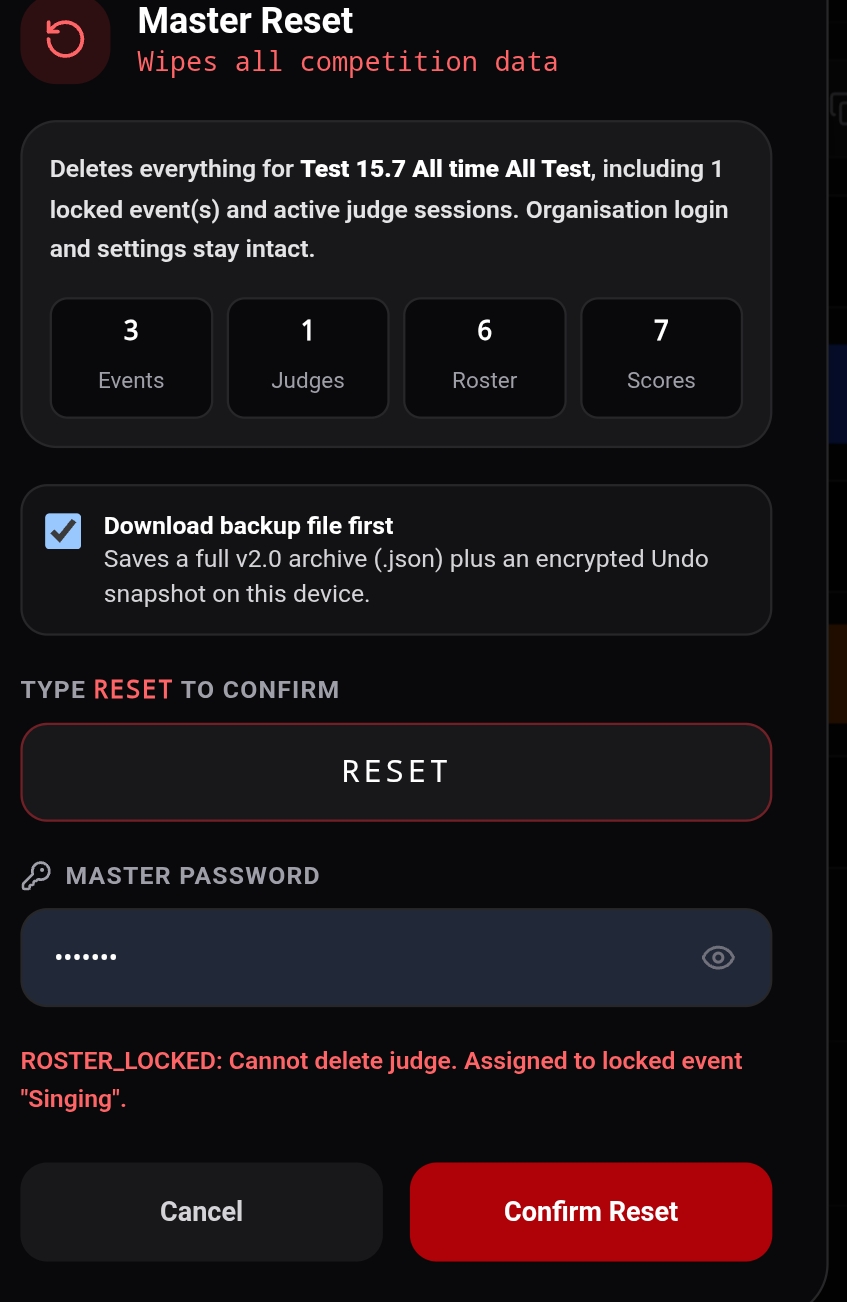 Master Reset
Wipes all competition data
Deletes everything for Test 15.7 All time All Test, including 1
locked event(s) and active judge sessions. Organisation login
and settings stay intact.
3
Events
1
Judges
6
Roster
7
Scores
Download backup file first
Saves a full v2.0 archive (.json) plus an encrypted Undo
snapshot on this device.
TYPE RESET TO CONFIRM
RESET
MASTER PASSWORD
•••••••
ROSTER_LOCKED: Cannot delete judge. Assigned to locked event
"Singing".
Cancel
Confirm Reset